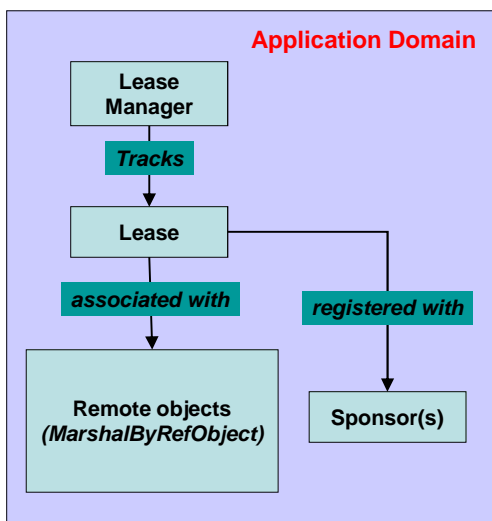 Application Domain
Lease
Manager
Tracks
Lease
associated with
registered with
Remote objects
(MarshalByRefObject)
Sponsor(s)